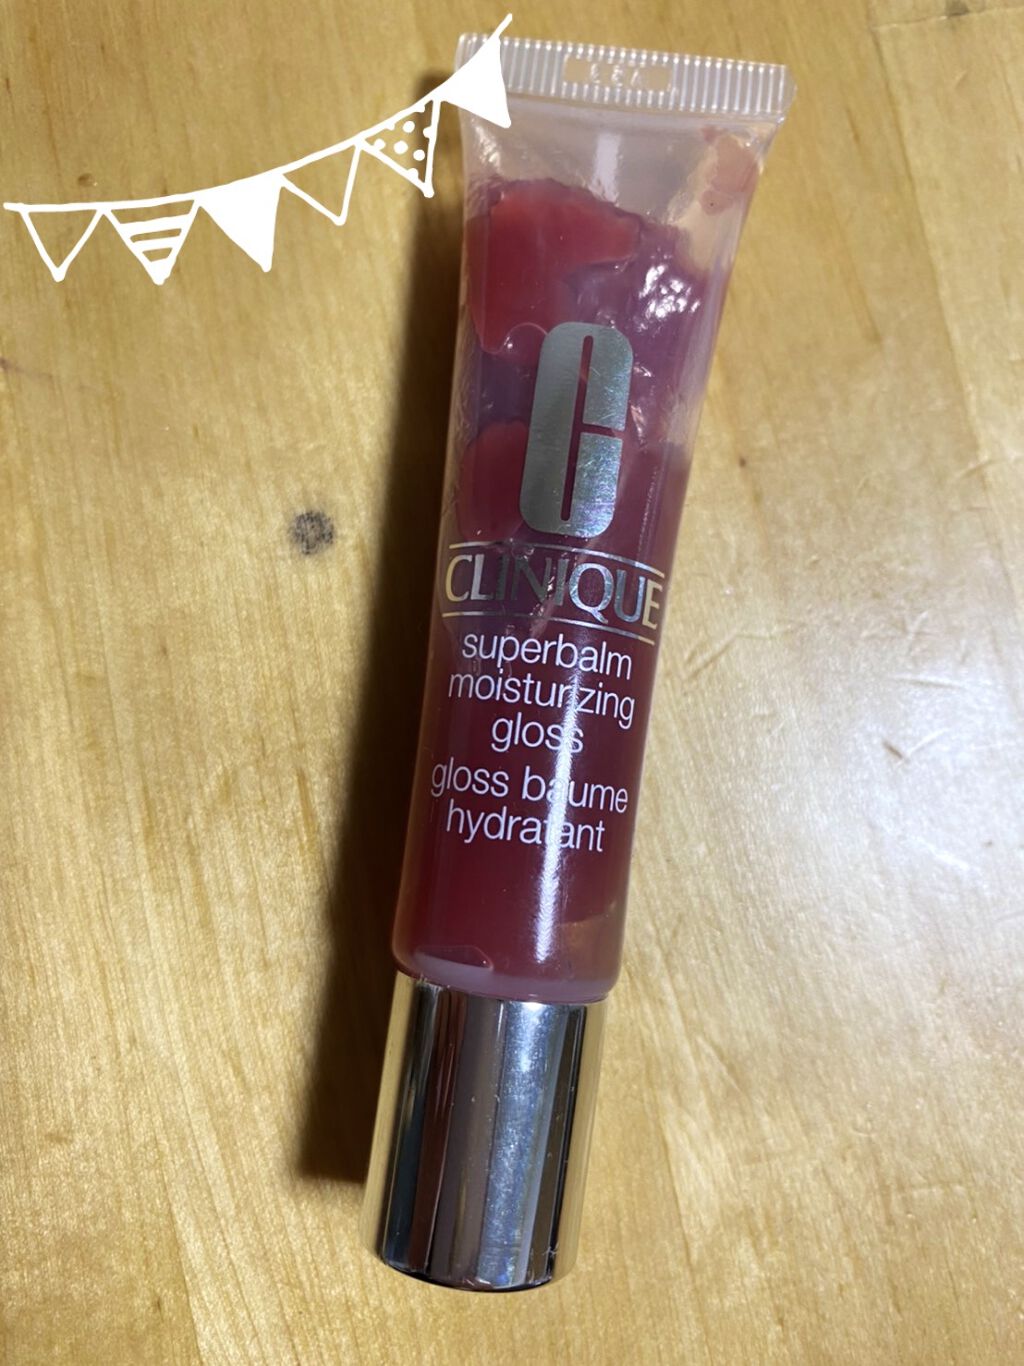 C
CLINIQUE
superbalm
moisturizing
gloss
gloss baume
hydratant